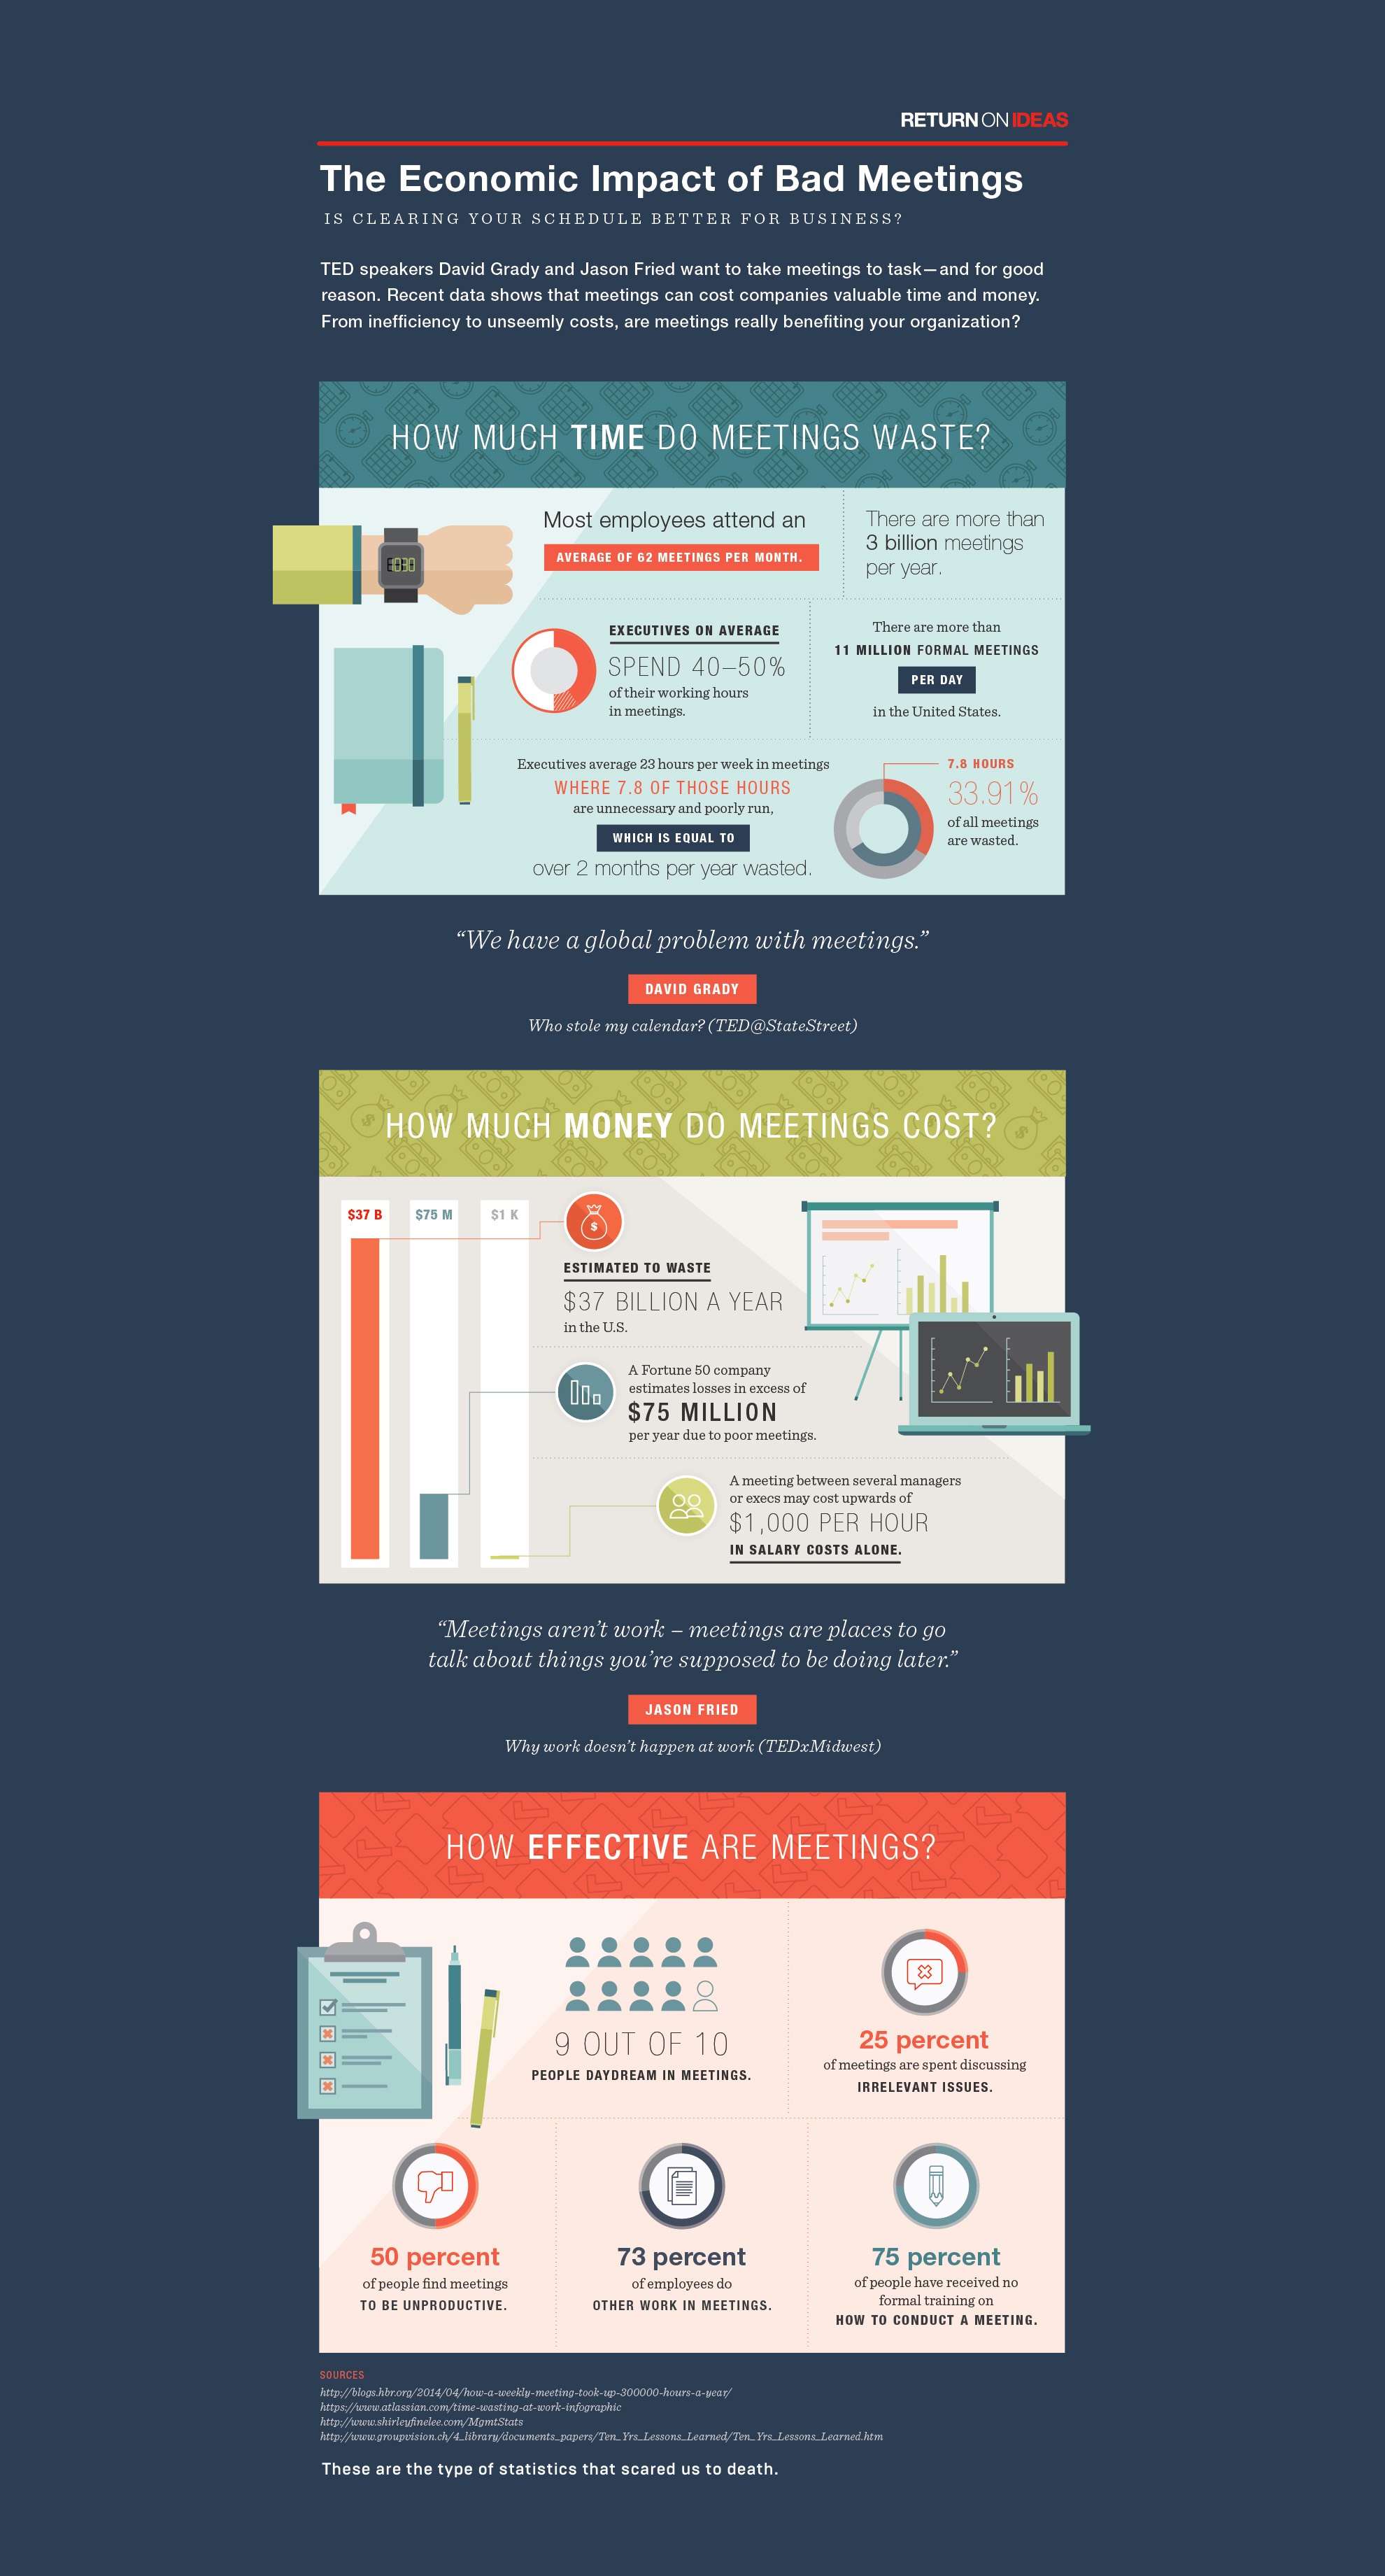 RETURN ON IDEAS
The Economic Impact of Bad Meetings
IS CLEARING YOUR SCHEDULE BETTER FOR BUSINESS?
TED speakers David Grady and Jason Fried want to take meetings to task—and for good
reason. Recent data shows that meetings can cost companies valuable time and money.
From inefficiency to unseemly costs, are meetings really benefiting your organization?
HOW MUCH TIME DO MEETINGS WASTE?
Most employees attend an
AVERAGE OF 62 MEETINGS PER MONTH.
There are more than
3 billion meetings
per year.
EXECUTIVES ON AVERAGE
SPEND 40–50%
of their working hours
in meetings.
There are more than
11 MILLION FORMAL MEETINGS
PER DAY
in the United States.
Executives average 23 hours per week in meetings
WHERE 7.8 OF THOSE HOURS
are unnecessary and poorly run,
WHICH IS EQUAL TO
over 2 months per year wasted.
7.8 HOURS
33.91%
of all meetings
are wasted.
“We have a global problem with meetings.”
DAVID GRADY
Who stole my calendar? (TED@StateStreet)
HOW MUCH MONEY DO MEETINGS COST?
$37 B
$75 M
$1 K
$
ESTIMATED TO WASTE
$37 BILLION A YEAR
in the U.S.
A Fortune 50 company
estimates losses in excess of
$75 MILLION
per year due to poor meetings.
A meeting between several managers
or execs may cost upwards of
$1,000 PER HOUR
IN SALARY COSTS ALONE.
“Meetings aren’t work – meetings are places to go
talk about things you’re supposed to be doing later.”
JASON FRIED
Why work doesn’t happen at work (TEDxMidwest)
HOW EFFECTIVE ARE MEETINGS?
9 OUT OF 10
PEOPLE DAYDREAM IN MEETINGS.
25 percent
of meetings are spent discussing
IRRELEVANT ISSUES.
50 percent
of people find meetings
TO BE UNPRODUCTIVE.
73 percent
of employees do
OTHER WORK IN MEETINGS.
75 percent
of people have received no
formal training on
HOW TO CONDUCT A MEETING.
SOURCES
http://blogs.hbr.org/2014/04/how-a-weekly-meeting-took-up-300000-hours-a-year/
https://www.atlassian.com/time-wasting-at-work-infographic
http://www.shirleyfinelee.com/MgmtStats
http://www.groupvision.ch/4_library/documents_papers/Ten_Yrs_Lessons_Learned/Ten_Yrs_Lessons_Learned.htm
These are the type of statistics that scared us to death.